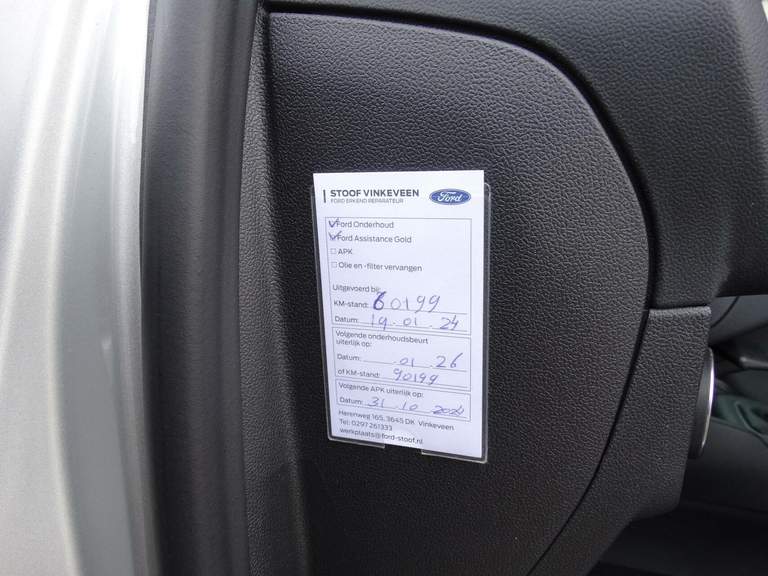 STOOF VINKEVEEN
FORD ERKEND REPARATEUR
Ford
Ford Onderhoud
Ford Assistance Gold
APK
Olie en -filter vervangen
Uitgevoerd bij:
KM-stand: 60199
Datum: 19.01.24
Volgende onderhoudsbeurt
uiterlijk op:
Datum: .01.26
of KM-stand: 90199
Volgende APK uiterlijk op:
Datum: 31.10.2024
Herenweg 165, 3645 DK Vinkeveen
Tel: 0297 261333
werkplaats@ford-stoof.nl